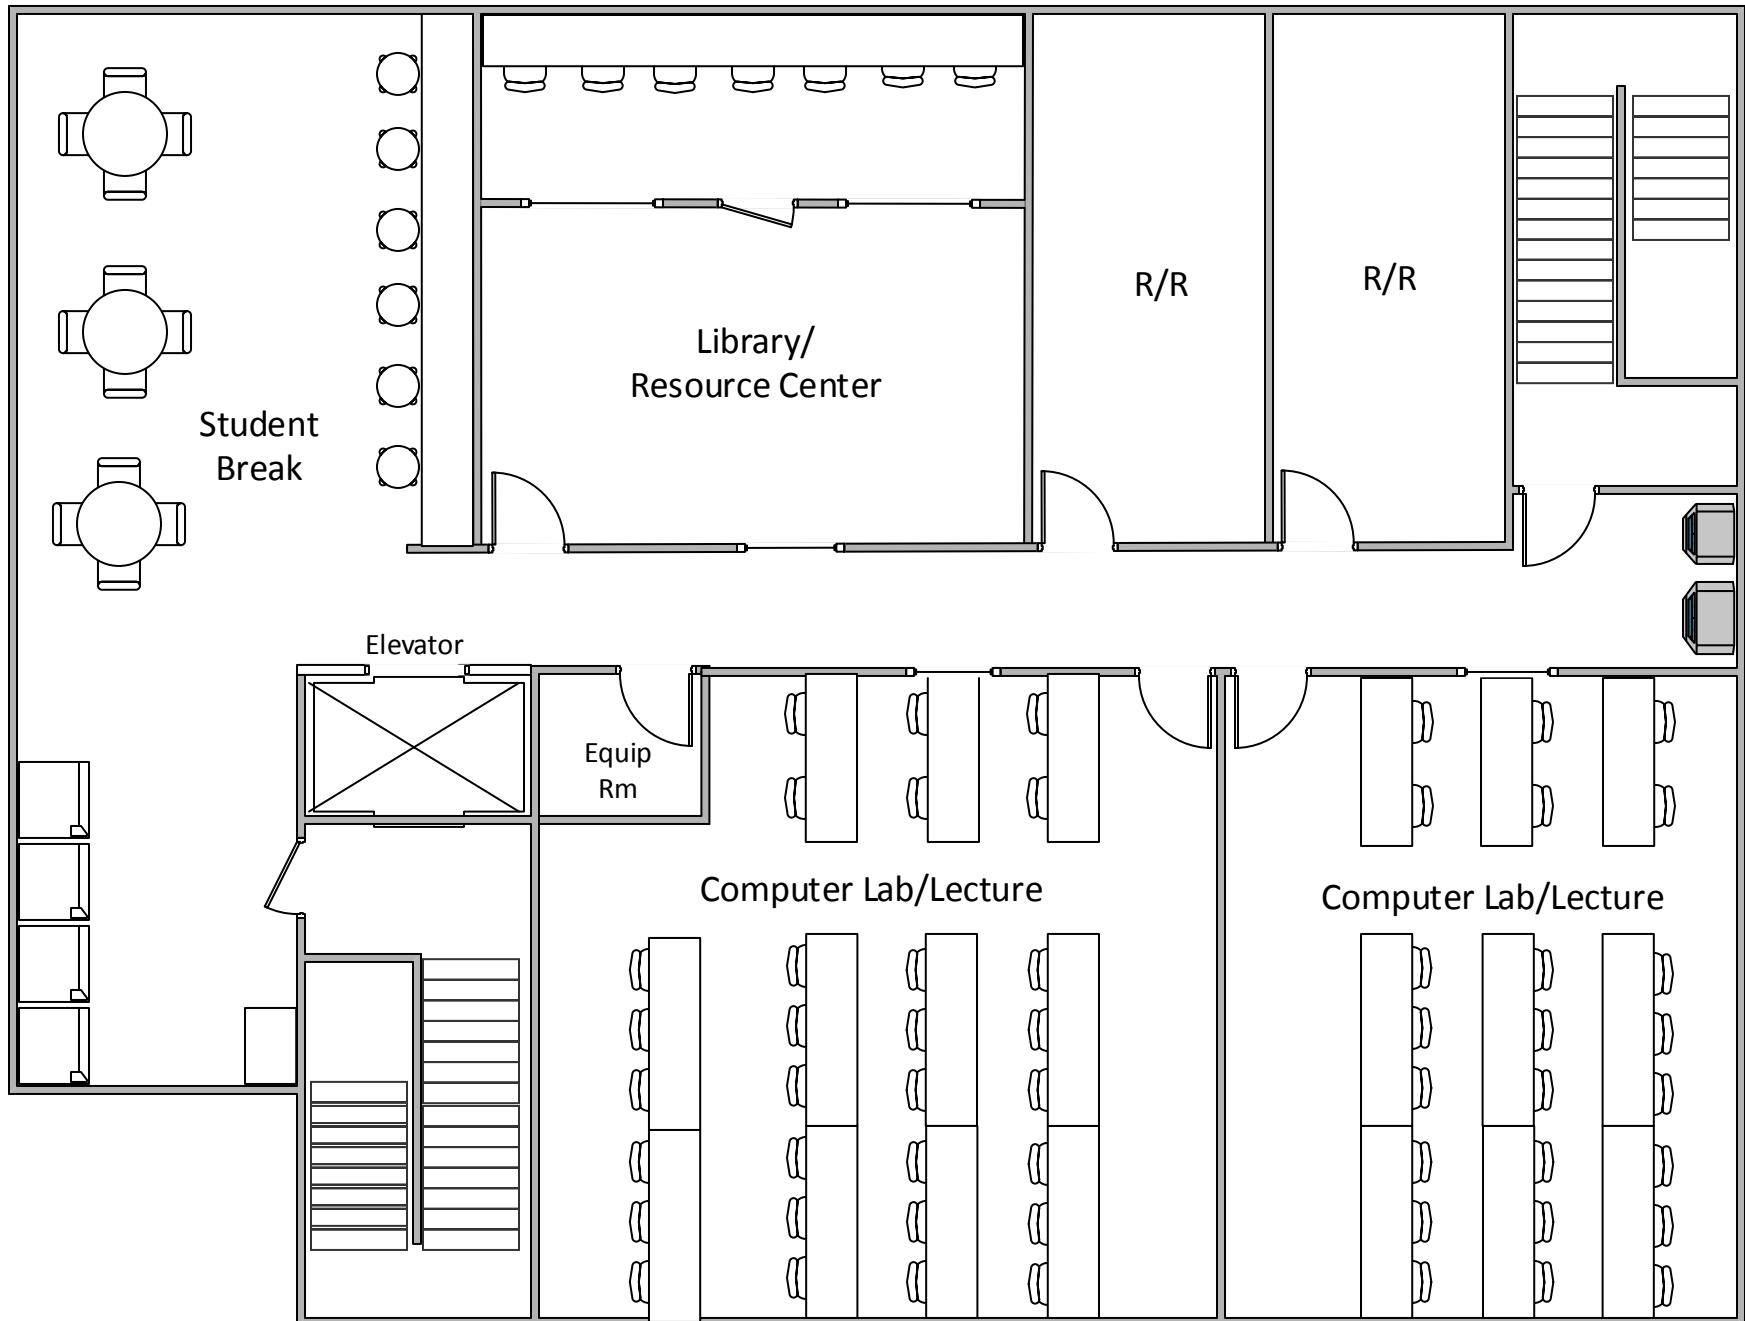 R/R
R/R
Library/
Resource Center
Student
Break
Elevator
Equip
Rm
Computer Lab/Lecture
Computer Lab/Lecture